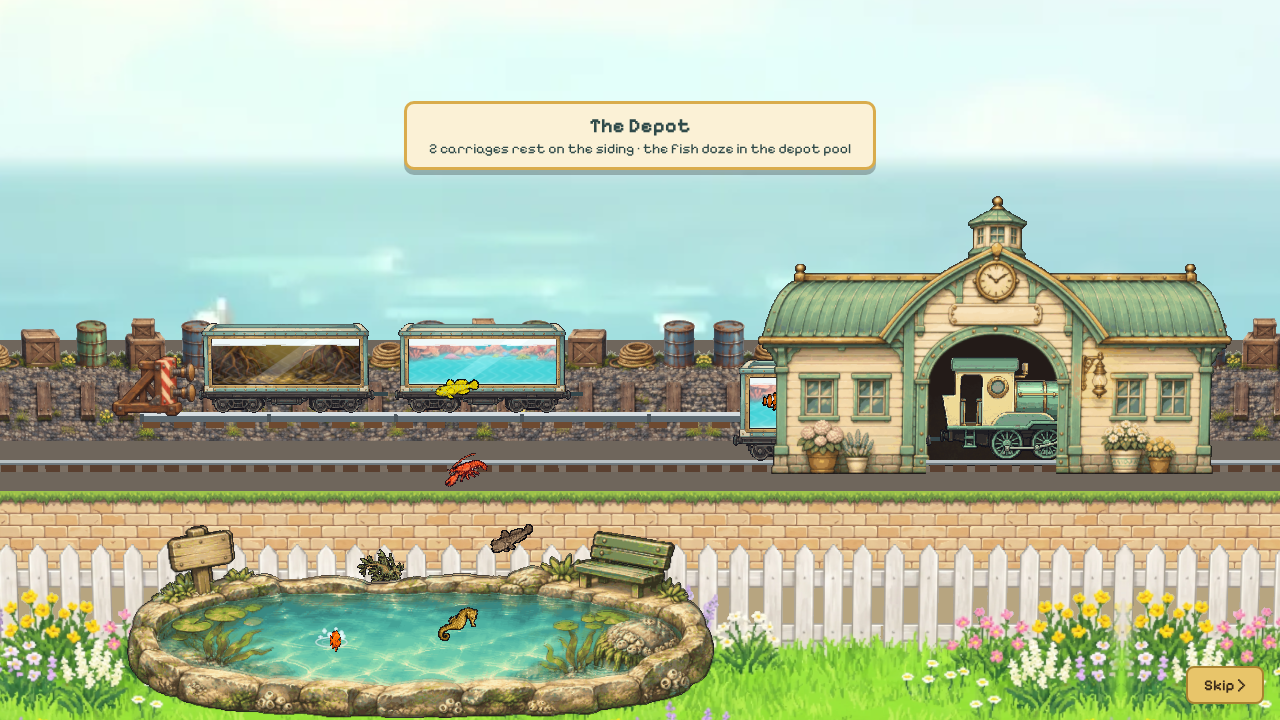 The Depot
2 carriages rest on the siding · the fish doze in the depot pool
Skip